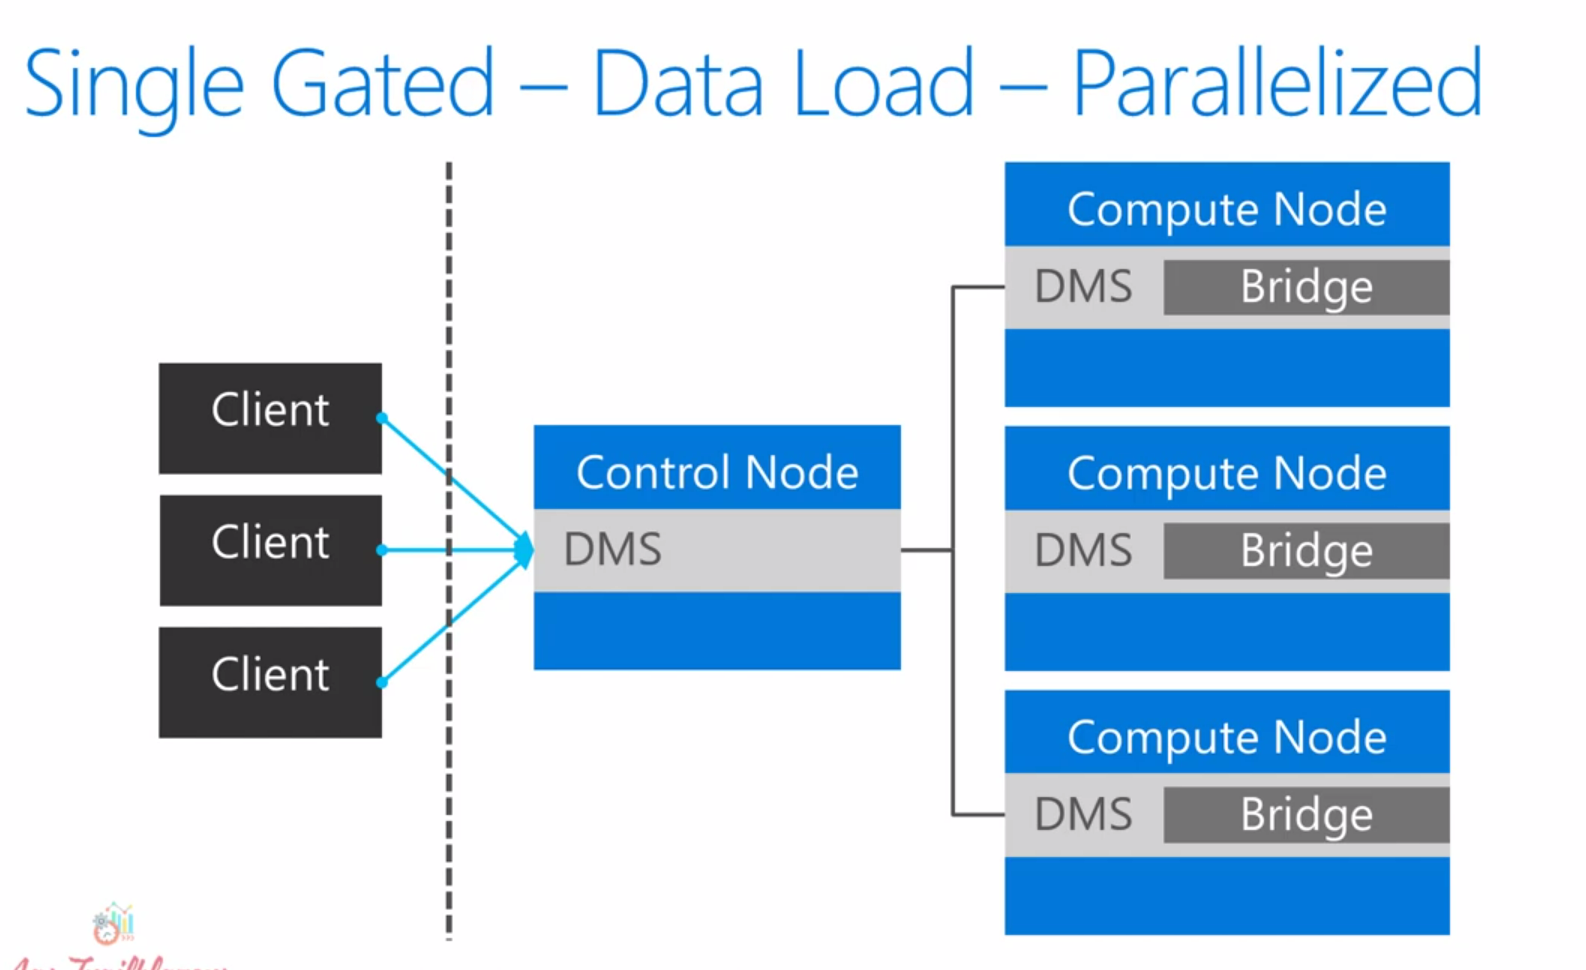 Single Gated – Data Load – Parallelized
Client
Client
Client
Control Node
DMS
Compute Node
DMS Bridge
Compute Node
DMS Bridge
Compute Node
DMS Bridge